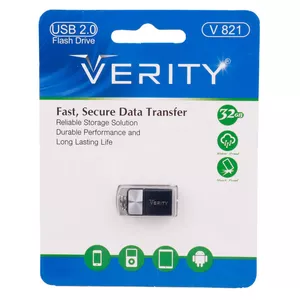 USB 2.0
Flash Drive
V 821
VERITY
Fast, Secure Data Transfer
Reliable Storage Solution
Durable Performance and
Long Lasting Life
32GB
VERITY